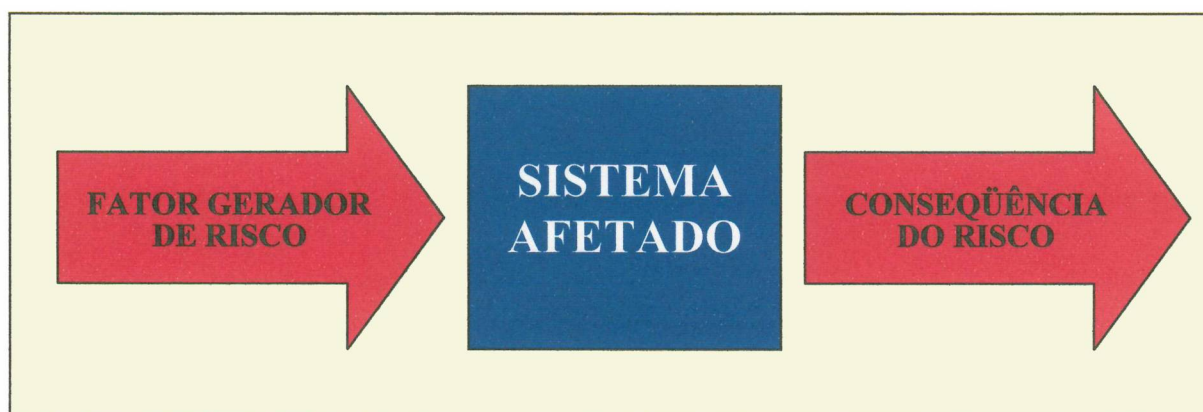 FATOR GERADOR
DE RISCO
SISTEMA
AFETADO
CONSEQÜÊNCIA
DO RISCO